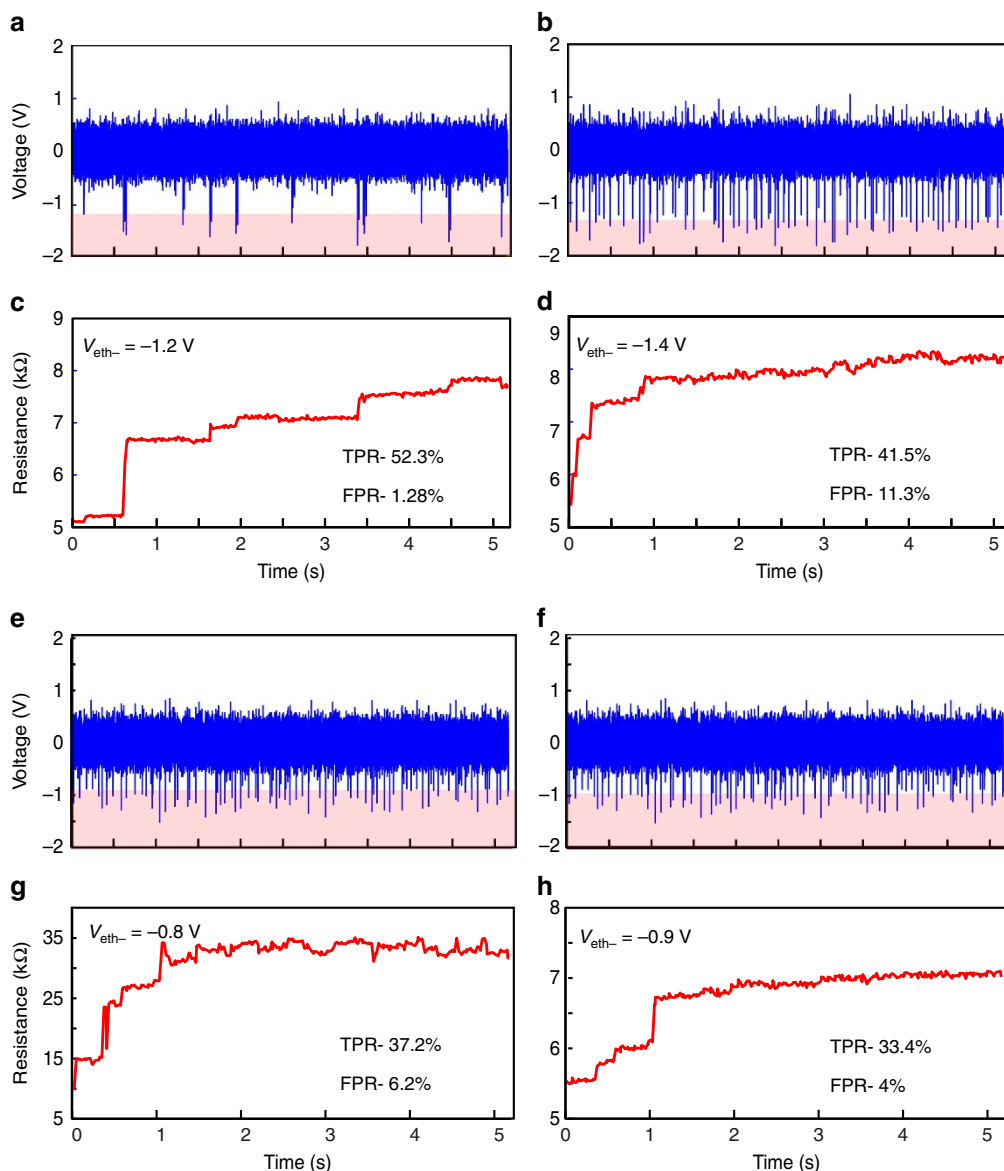 a
2
1
0
−1
−2
Voltage (V)
b
2
1
0
−1
−2
c
9
8
7
6
5
Resistance (kΩ)
Veth– = –1.2 V
TPR- 52.3%
FPR- 1.28%
0 1 2 3 4 5
Time (s)
d
9
8
7
6
5
Veth– = –1.4 V
TPR- 41.5%
FPR- 11.3%
0 1 2 3 4 5
Time (s)
e
2
1
0
−1
−2
Voltage (V)
f
2
1
0
−1
−2
g
35
25
15
5
Resistance (kΩ)
Veth– = –0.8 V
TPR- 37.2%
FPR- 6.2%
0 1 2 3 4 5
Time (s)
h
8
7
6
5
Veth– = –0.9 V
TPR- 33.4%
FPR- 4%
0 1 2 3 4 5
Time (s)